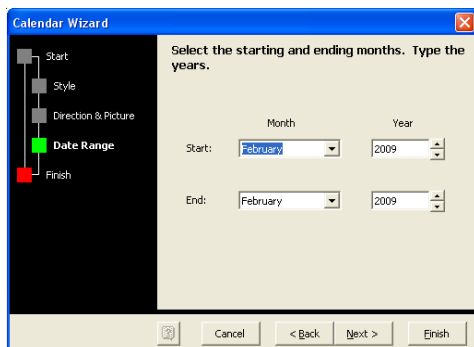 Calendar Wizard
Start
Style
Direction & Picture
Date Range
Finish
Select the starting and ending months. Type the
years.
Month Year
Start: February 2009
End: February 2009
Cancel < Back Next > Finish